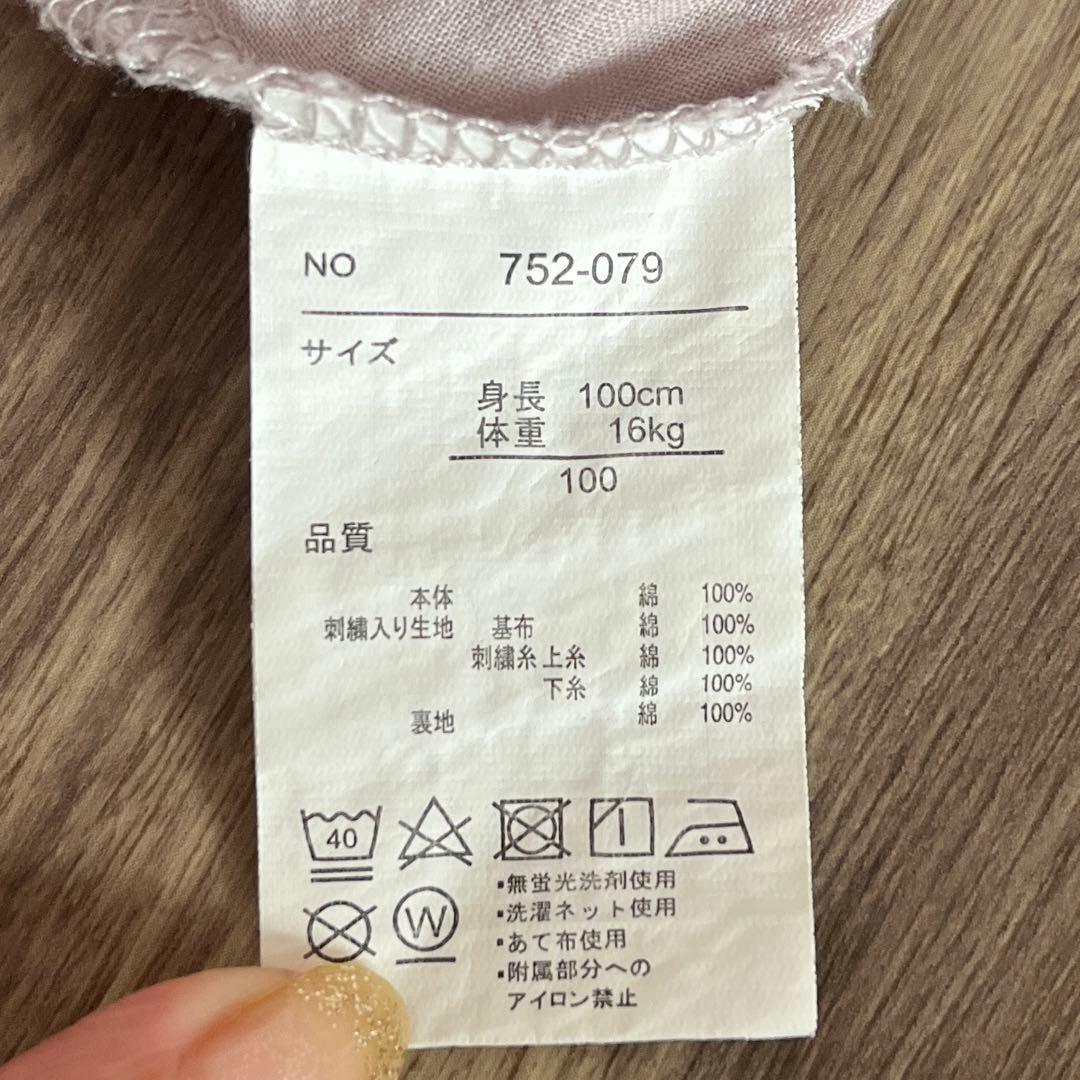 NO 752-079
サイズ
身長 100cm
体重 16kg
100
品質
本体 綿 100%
刺繍入り生地 基布 綿 100%
刺繍糸 上糸 綿 100%
下糸 綿 100%
裏地 綿 100%
40
W
・無蛍光洗剤使用
・洗濯ネット使用
・あて布使用
・附属部分への
アイロン禁止